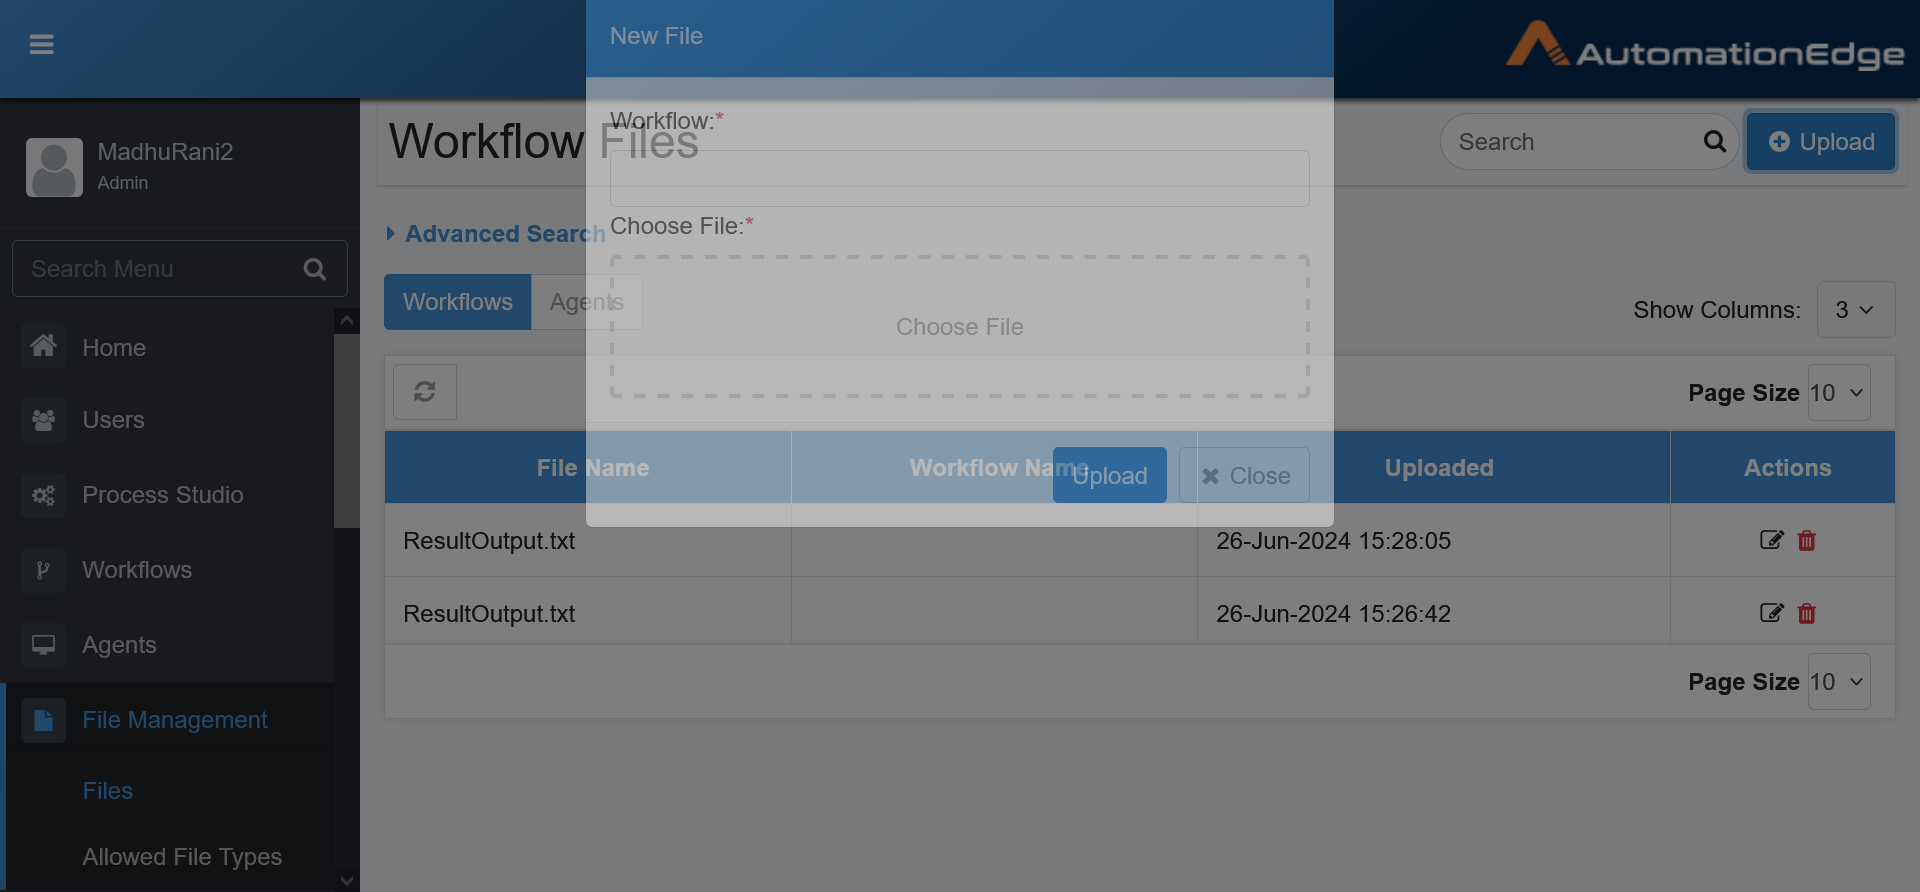 New File
AutomationEdge
MadhuRani2
Admin
Search Menu
Home
Users
Process Studio
Workflows
Agents
File Management
Files
Allowed File Types
Workflow Files
Search
Upload
Workflow:*
Advanced Search
Choose File:*
Choose File
Workflows
Agents
Show Columns: 3
Page Size 10
File Name
Workflow Name
Uploaded
Actions
Upload
Close
ResultOutput.txt
26-Jun-2024 15:28:05
ResultOutput.txt
26-Jun-2024 15:26:42
Page Size 10